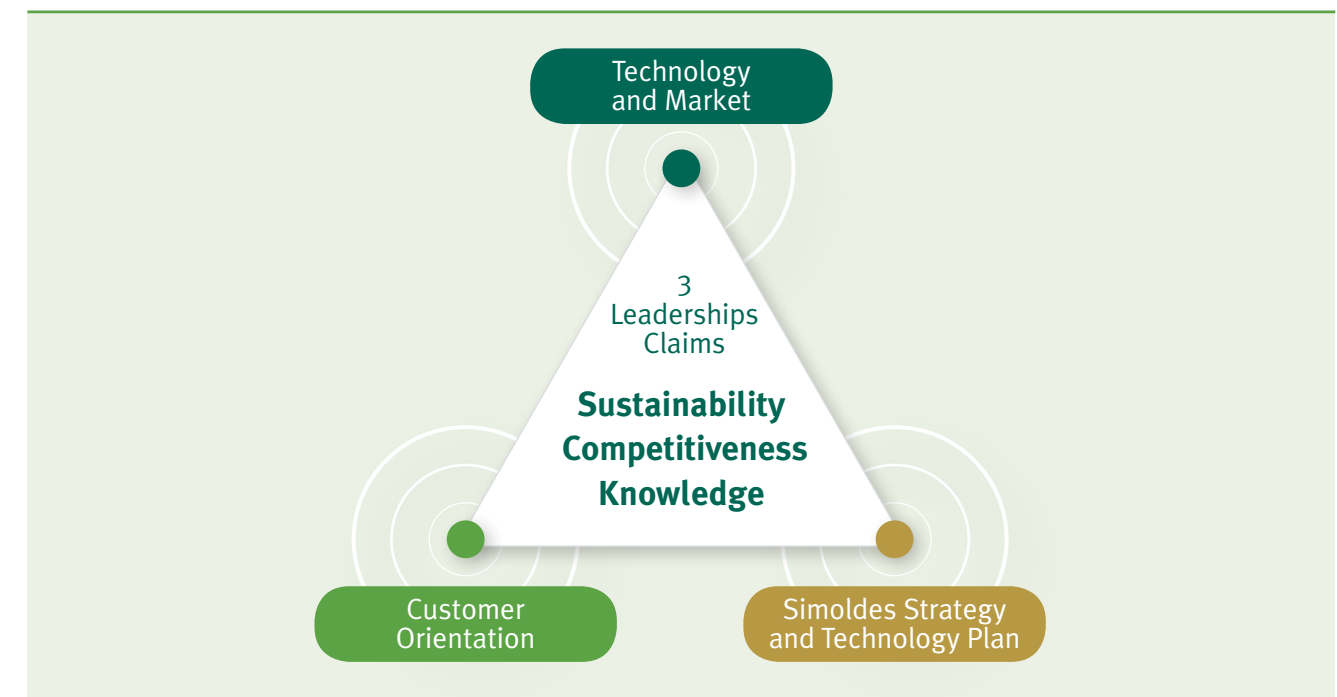 Technology
and Market
3
Leaderships
Claims
Sustainability
Competitiveness
Knowledge
Customer
Orientation
Simoldes Strategy
and Technology Plan